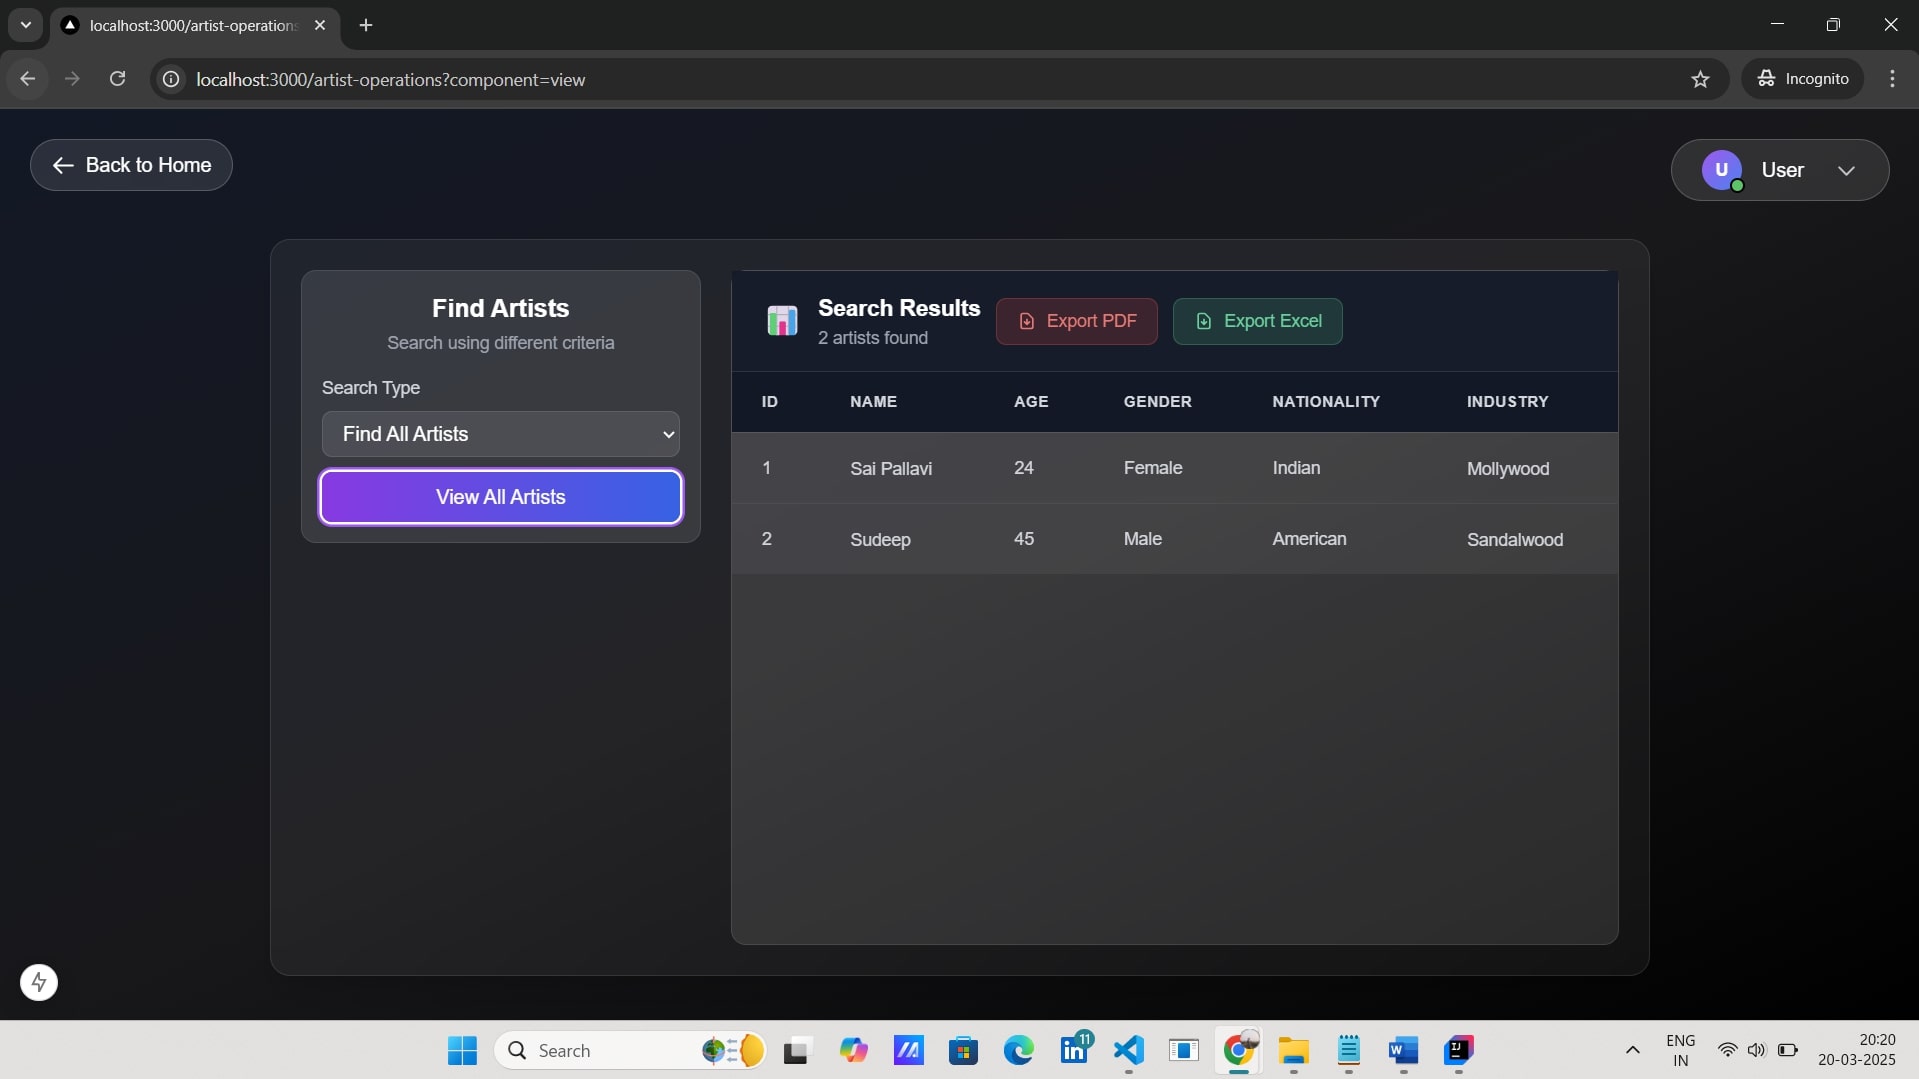 localhost:3000/artist-operations
localhost:3000/artist-operations?component=view
Incognito
Back to Home
U
User
Find Artists
Search using different criteria
Search Type
Find All Artists
View All Artists
Search Results
2 artists found
Export PDF
Export Excel
ID NAME AGE GENDER NATIONALITY INDUSTRY
1 Sai Pallavi 24 Female Indian Mollywood
2 Sudeep 45 Male American Sandalwood
Search
11
ENG
IN
20:20
20-03-2025